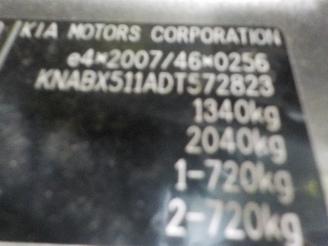 KIA MOTORS CORPORATION
e4*2007/46*0256
KNABX511ADT572823
1340kg
2040kg
1-720kg
2-720kg